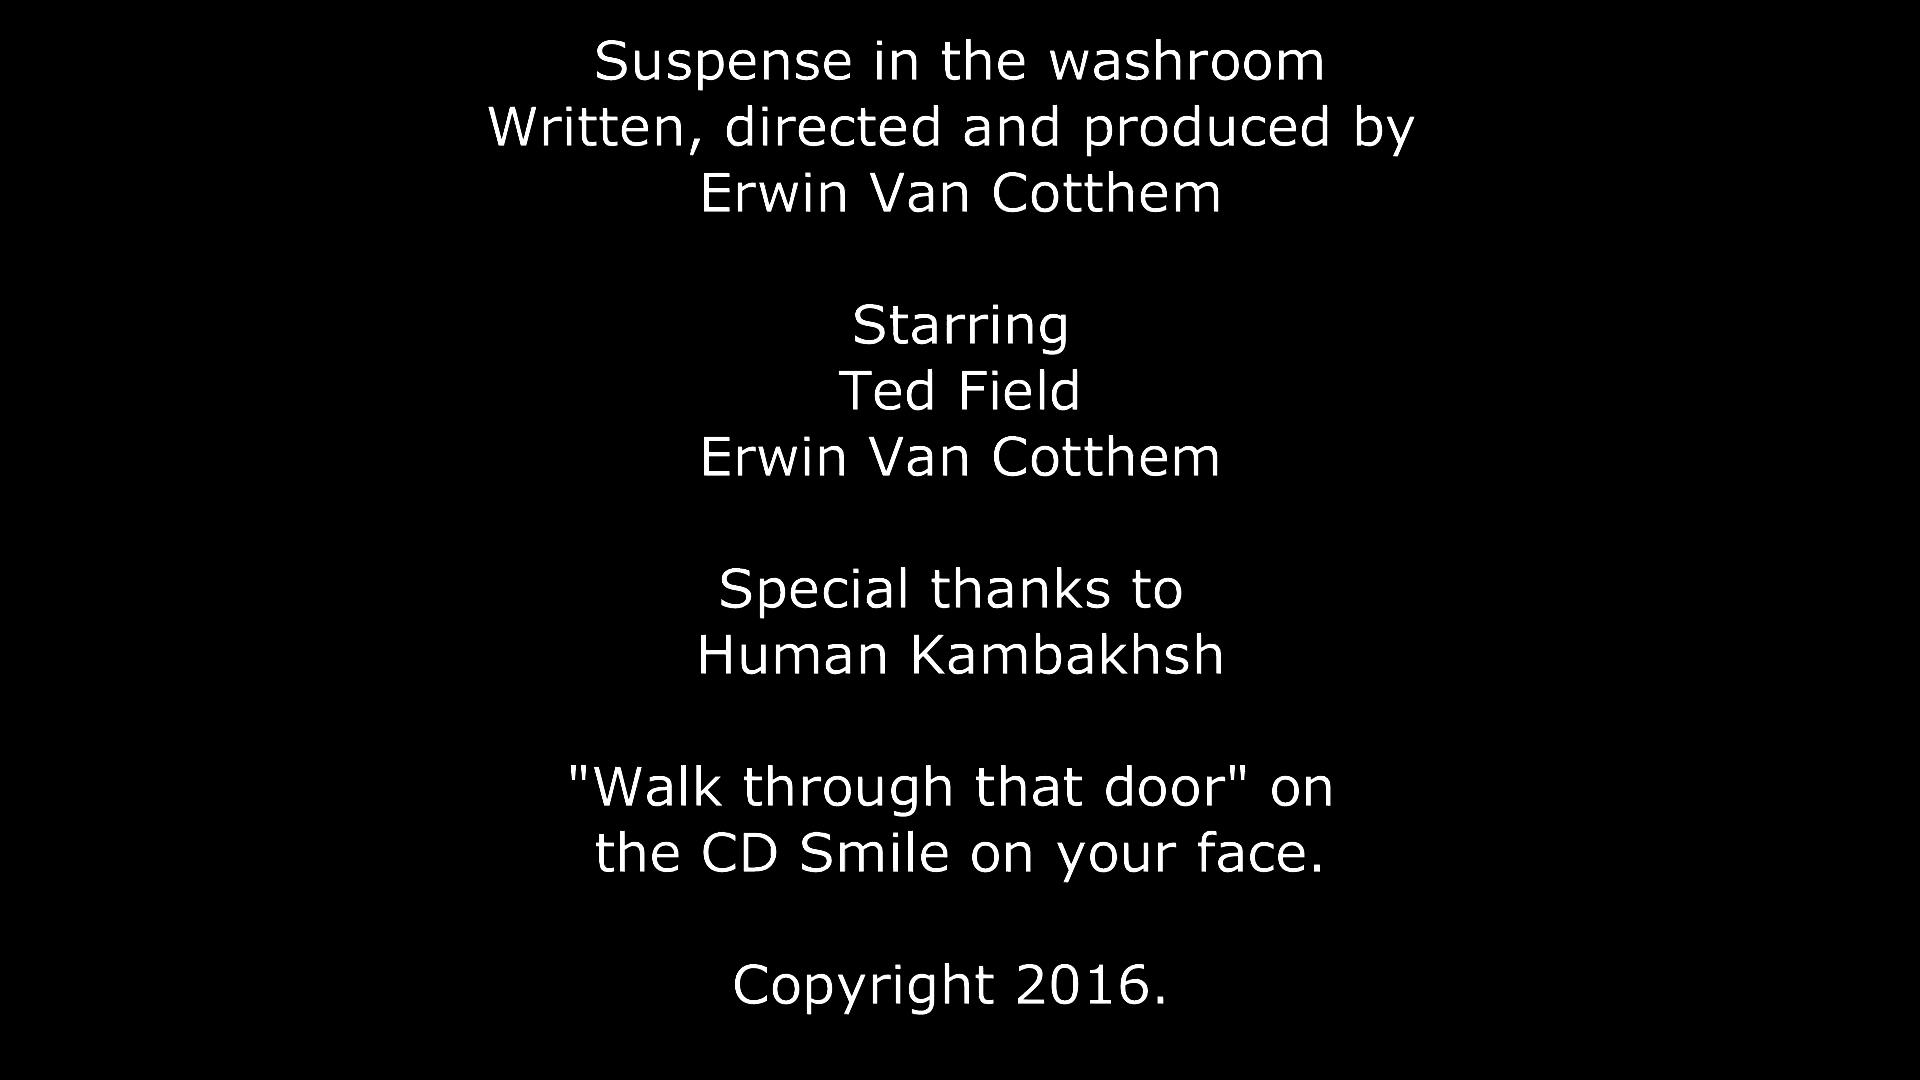 Suspense in the washroom
Written, directed and produced by
Erwin Van Cotthem
Starring
Ted Field
Erwin Van Cotthem
Special thanks to
Human Kambakhsh
"Walk through that door" on
the CD Smile on your face.
Copyright 2016.